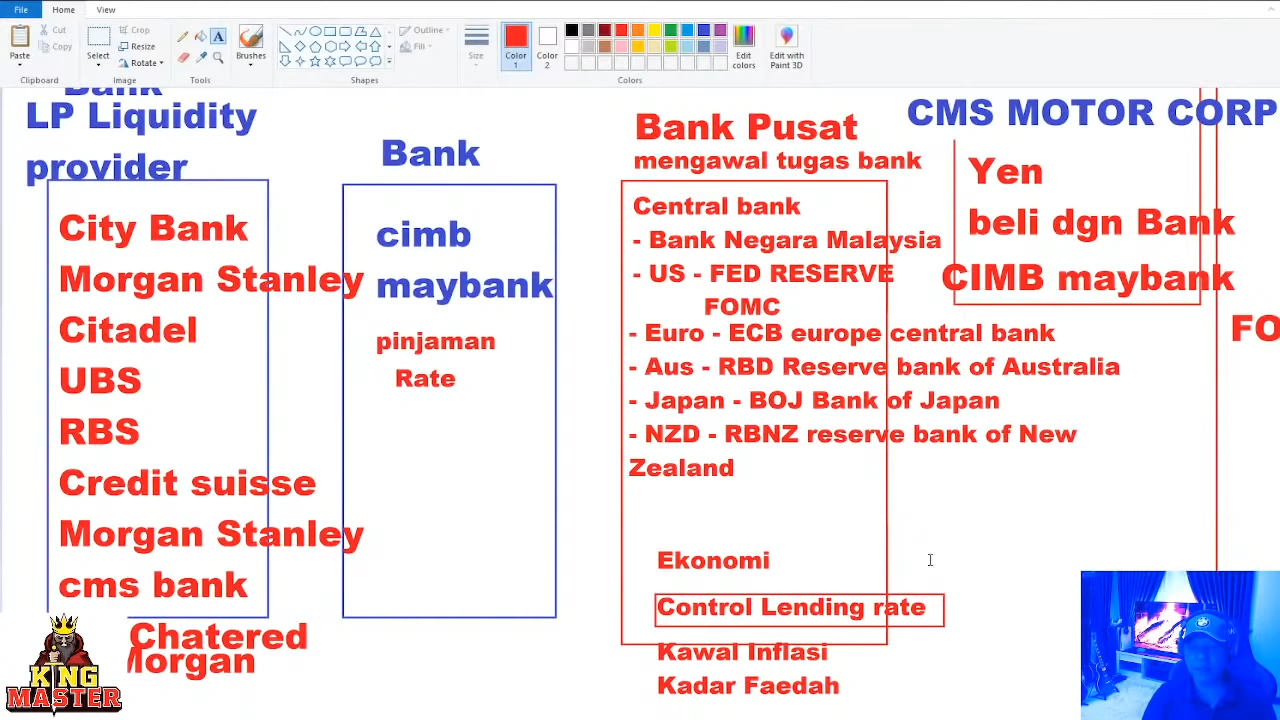 File
Home
View
Paste
Cut
Copy
Clipboard
Select
Crop
Resize
Rotate
Image
A
Tools
Brushes
Outline
Fill
Shapes
Size
Color
1
Color
2
Edit
colors
Edit with
Paint 3D
Colors
Bank
LP Liquidity
provider
City Bank
Morgan Stanley
Citadel
UBS
RBS
Credit suisse
Morgan Stanley
cms bank
Chatered
Morgan
Bank
cimb
maybank
pinjaman
Rate
Bank Pusat
mengawal tugas bank
Central bank
- Bank Negara Malaysia
- US - FED RESERVE
FOMC
- Euro - ECB europe central bank
- Aus - RBD Reserve bank of Australia
- Japan - BOJ Bank of Japan
- NZD - RBNZ reserve bank of New
Zealand
Ekonomi
Control Lending rate
Kawal Inflasi
Kadar Faedah
CMS MOTOR CORP
Yen
beli dgn Bank
CIMB maybank
FO
KING
MASTER